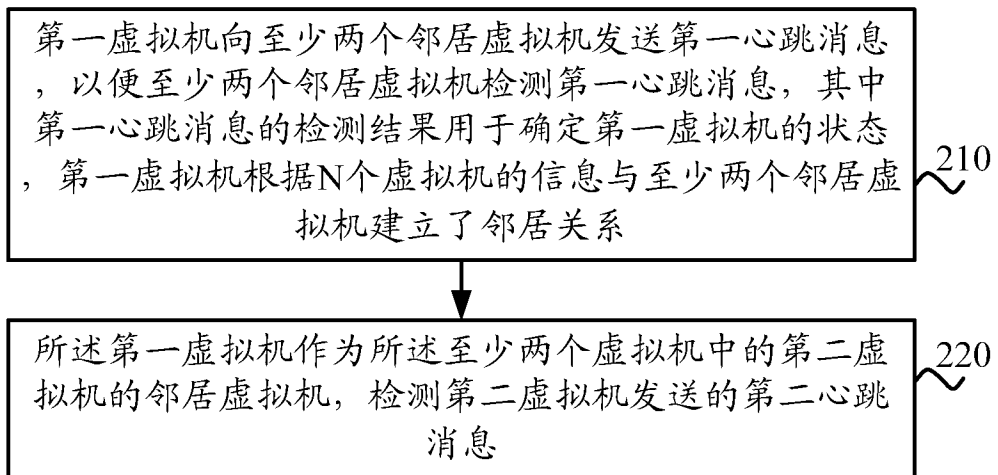 第一虚拟机向至少两个邻居虚拟机发送第一心跳消息
，以便至少两个邻居虚拟机检测第一心跳消息，其中
第一心跳消息的检测结果用于确定第一虚拟机的状态
，第一虚拟机根据N个虚拟机的信息与至少两个邻居虚
拟机建立了邻居关系
210
所述第一虚拟机作为所述至少两个虚拟机中的第二虚
拟机的邻居虚拟机，检测第二虚拟机发送的第二心跳
消息
220